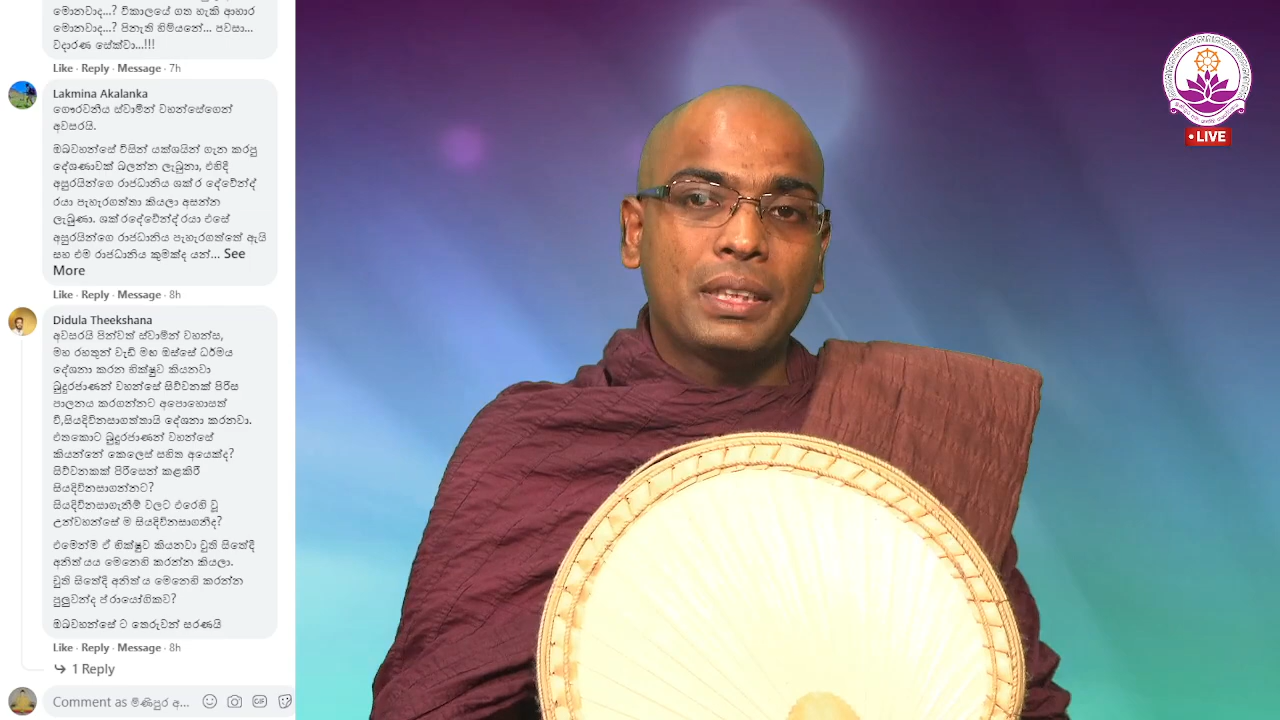 මොනවාද...? විකාලයේ ගත හැකි ආහාර
මොනවාද...? පිනැති හිමියනේ... පවසා...
වදාරණ සේක්වා...!!!
Like · Reply · Message · 7h
Lakmina Akalanka
ගෞරවනීය ස්වාමීන් වහන්සේගෙන්
අවසරයි.
ඔබවහන්සේ විසින් යක්ශයින් ගැන කරපු
දේශණාවක් බලන්න ලැබුනා, එහිදී
අසුරයින්ගෙ රාජධානිය ශක්‍ර දේවේන්ද්
රයා පැහැරගත්තා කියලා අසන්න
ලැබුණා. ශක්‍රදේවේන්ද්‍රයා එසේ
අසුරයින්ගෙ රාජධානිය පැහැරගත්තේ ඇයි
සහ එම රාජධානිය කුමක්ද යන්... See
More
Like · Reply · Message · 8h
Didula Theekshana
අවසරයි පින්වත් ස්වාමීන් වහන්ස,
මහ රහතුන් වැඩි මඟ ඔස්සේ ධර්මය
දේශනා කරන භික්ෂුව කියනවා
බුදුරජාණන් වහන්සේ සිව්වනක් පිරිස
පාලනය කරගන්නට අපොහොසත්
වී,සියදිවිනසාගත්තායි දේශනා කරනවා.
එතකොට බුදුරජාණන් වහන්සේ
කියන්නේ කෙලෙස් සහිත අයෙක්ද?
සිව්වනකක් පිරිසෙන් කළකිරී
සියදිවිනසාගන්නට?
සියදිවිනසාගැනීම් වලට එරෙහි වූ
උන්වහන්සේ ම සියදිවිනසාගනීද?
එමෙන්ම ඒ භික්ෂුව කියනවා චුති සිතේදී
අනිත්‍යය මෙනෙහි කරන්න කියලා.
චුති සිතේදී අනිත්‍ය මෙනෙහි කරන්න
පුලුවන්ද ප්‍රායෝගිකව?
ඔබවහන්සේ ට තෙරුවන් සරණයි
Like · Reply · Message · 8h
1 Reply
Comment as මිණිපුර අ...
GIF
LIVE